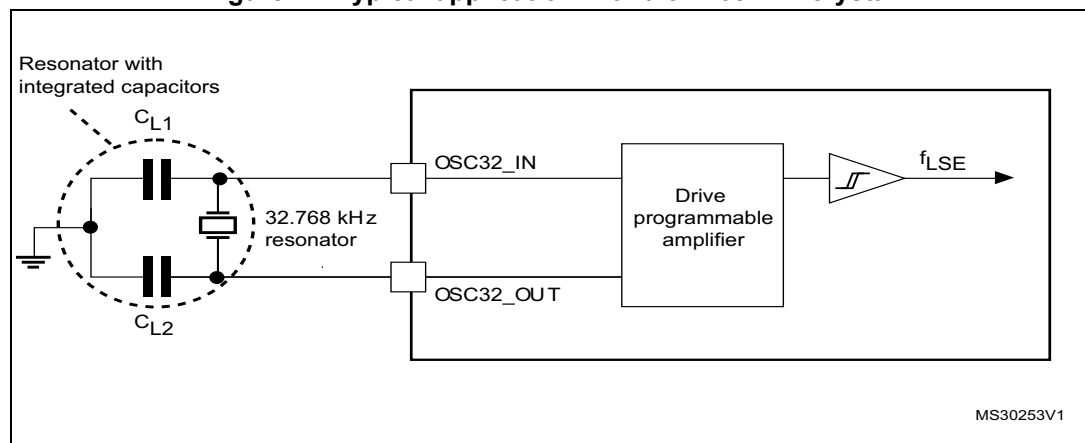 Resonator with
integrated capacitors
CL1
OSC32_IN
fLSE
Drive
programmable
amplifier
32.768 kHz
resonator
OSC32_OUT
CL2
MS30253V1